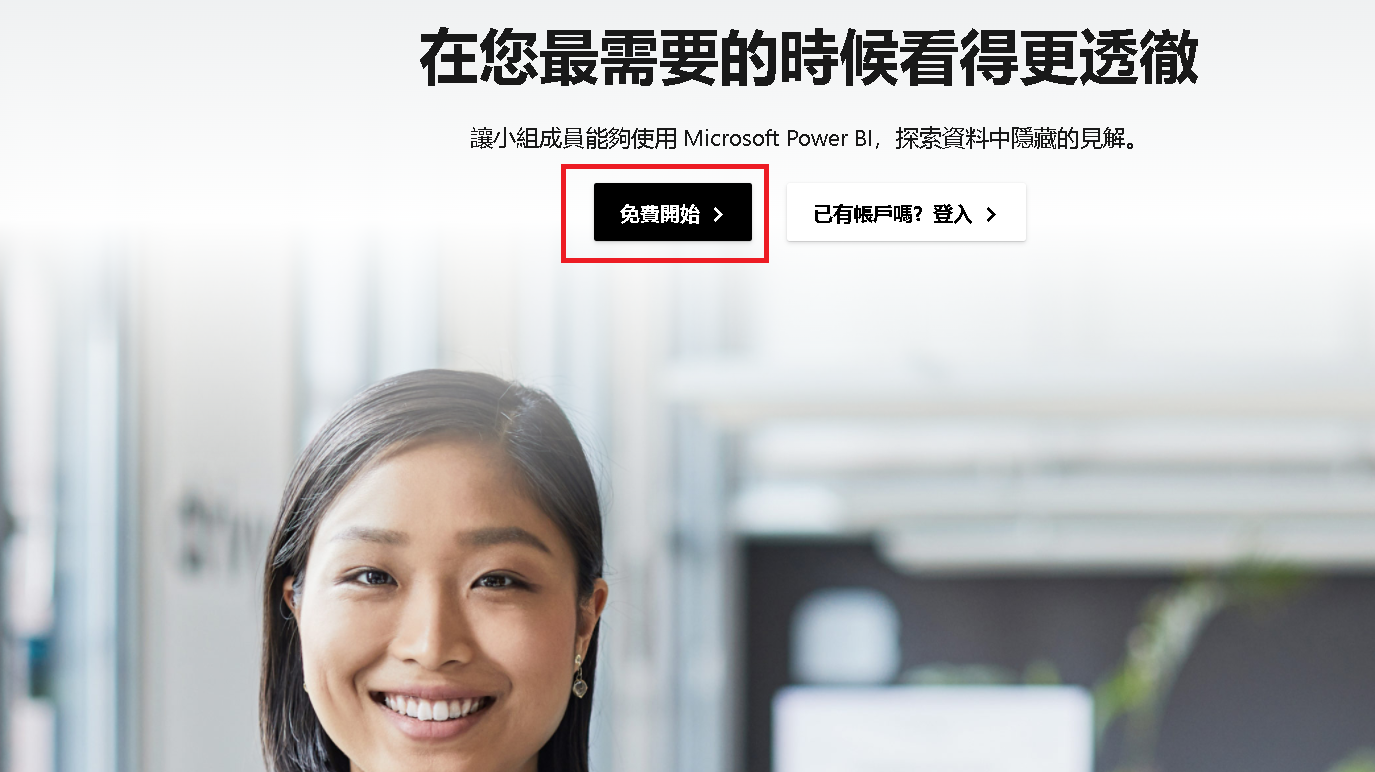 在您最需要的時候看得更透徹
讓小組成員能夠使用 Microsoft Power BI，探索資料中隱藏的見解。
免費開始
已有帳戶嗎? 登入